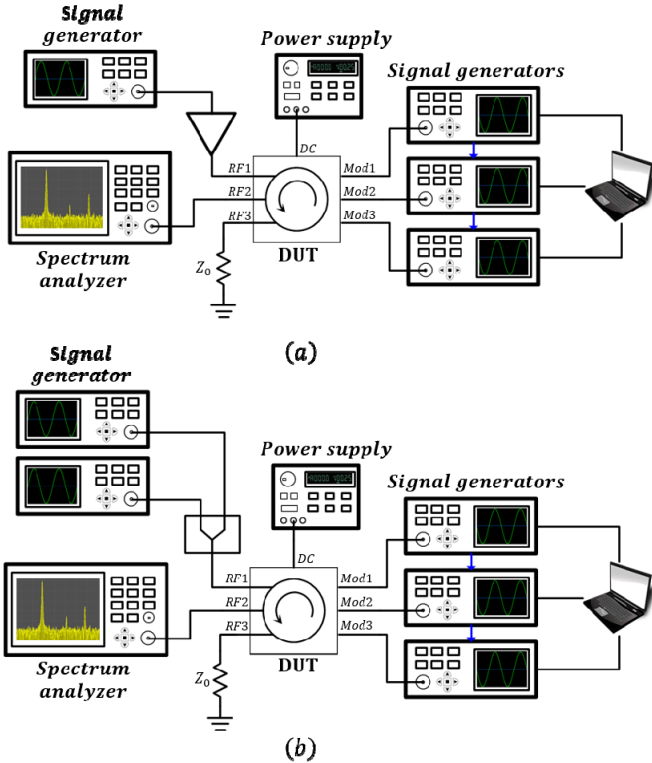 Signal
generator
Power supply
Signal generators
DC
RF1
RF2
RF3
Mod1
Mod2
Mod3
DUT
Z₀
Spectrum
analyzer
(a)
Signal
generator
Power supply
Signal generators
DC
RF1
RF2
RF3
Mod1
Mod2
Mod3
DUT
Z₀
Spectrum
analyzer
(b)